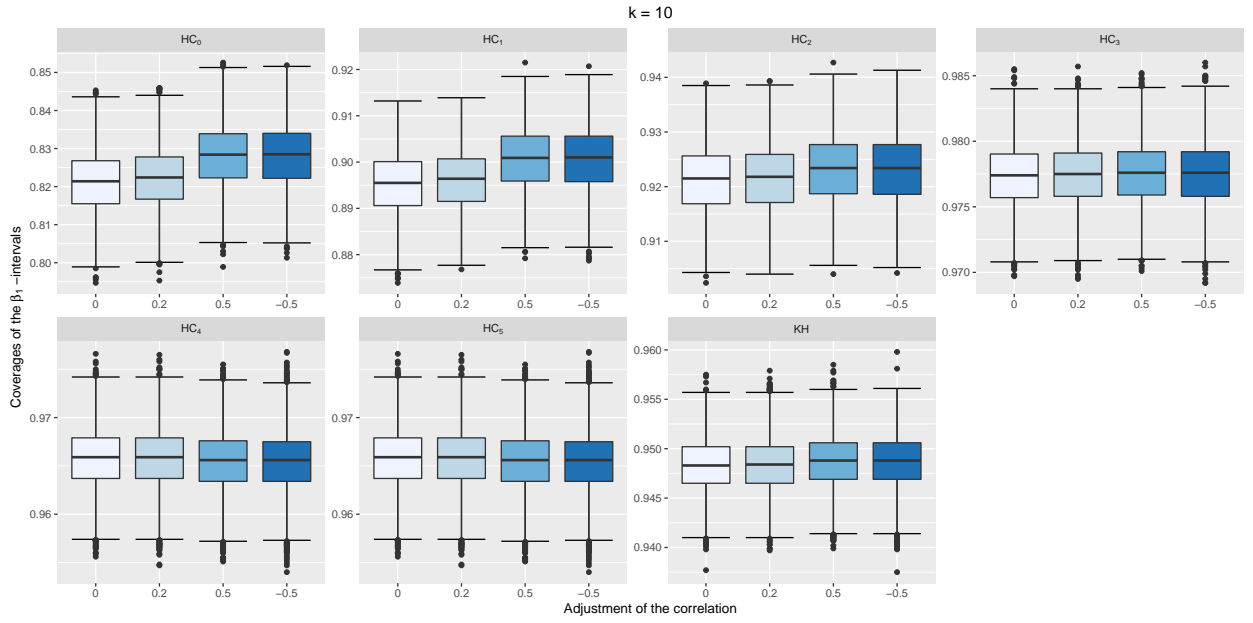 k = 10
HC₀
HC₁
HC₂
HC₃
0.85
0.84
0.83
0.82
0.81
0.80
0 0.2 0.5 −0.5
0.92
0.91
0.90
0.89
0.88
0 0.2 0.5 −0.5
0.94
0.93
0.92
0.91
0 0.2 0.5 −0.5
0.985
0.980
0.975
0.970
0 0.2 0.5 −0.5
Coverages of the β₁ −intervals
HC₄
HC₅
KH
0.97
0.96
0 0.2 0.5 −0.5
0.97
0.96
0 0.2 0.5 −0.5
0.960
0.955
0.950
0.945
0.940
0 0.2 0.5 −0.5
Adjustment of the correlation